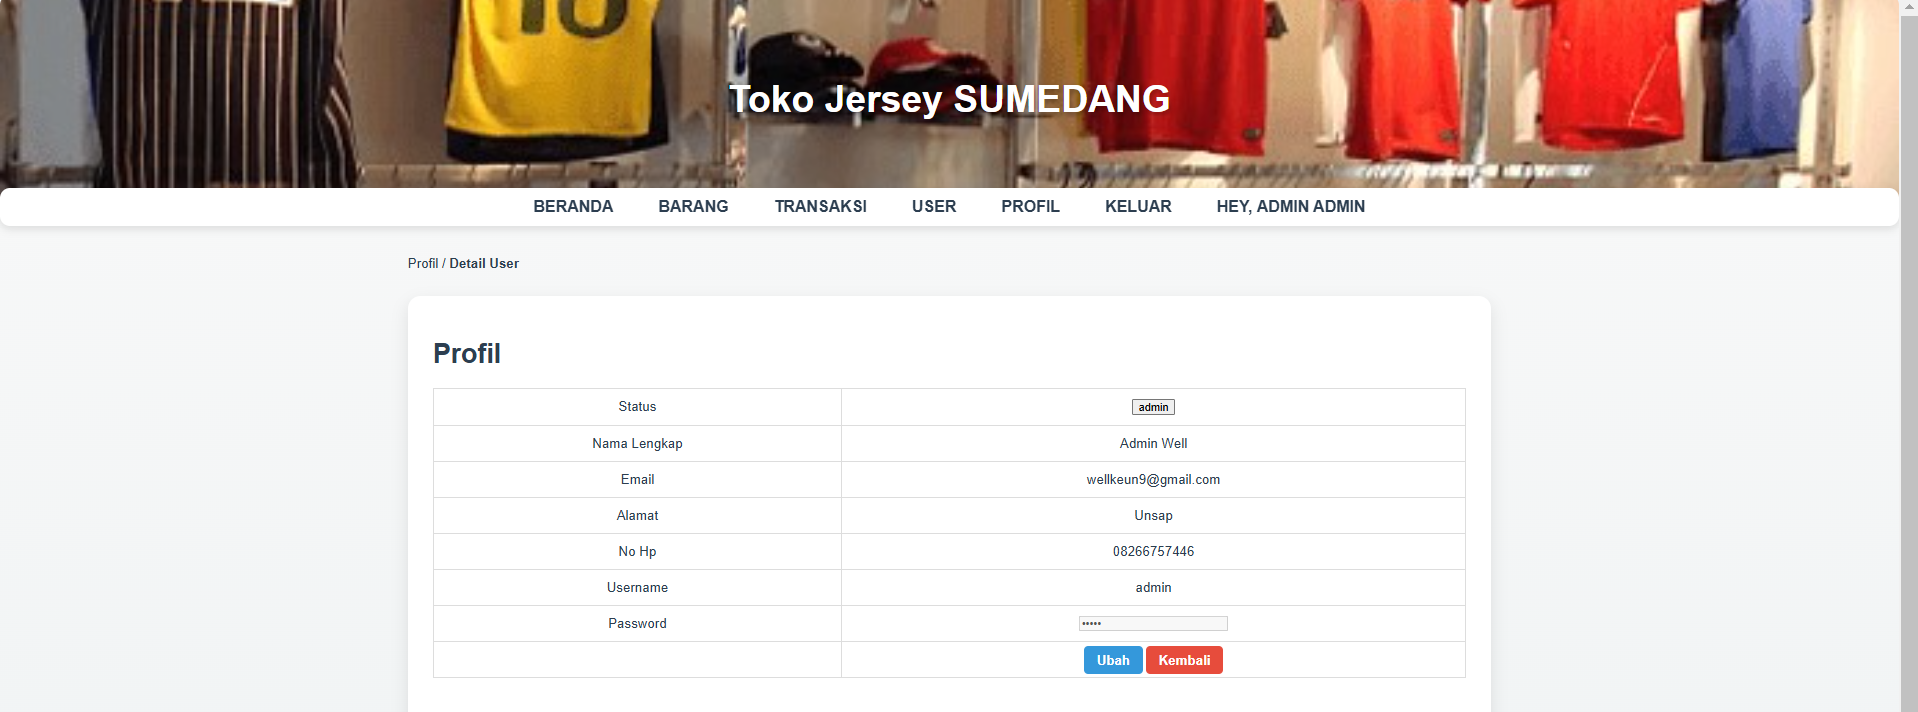 10
Toko Jersey SUMEDANG
BERANDA BARANG TRANSAKSI USER PROFIL KELUAR HEY, ADMIN ADMIN
Profil / Detail User
Profil
Status admin
Nama Lengkap Admin Well
Email wellkeun9@gmail.com
Alamat Unsap
No Hp 08266757446
Username admin
Password •••••
Ubah Kembali